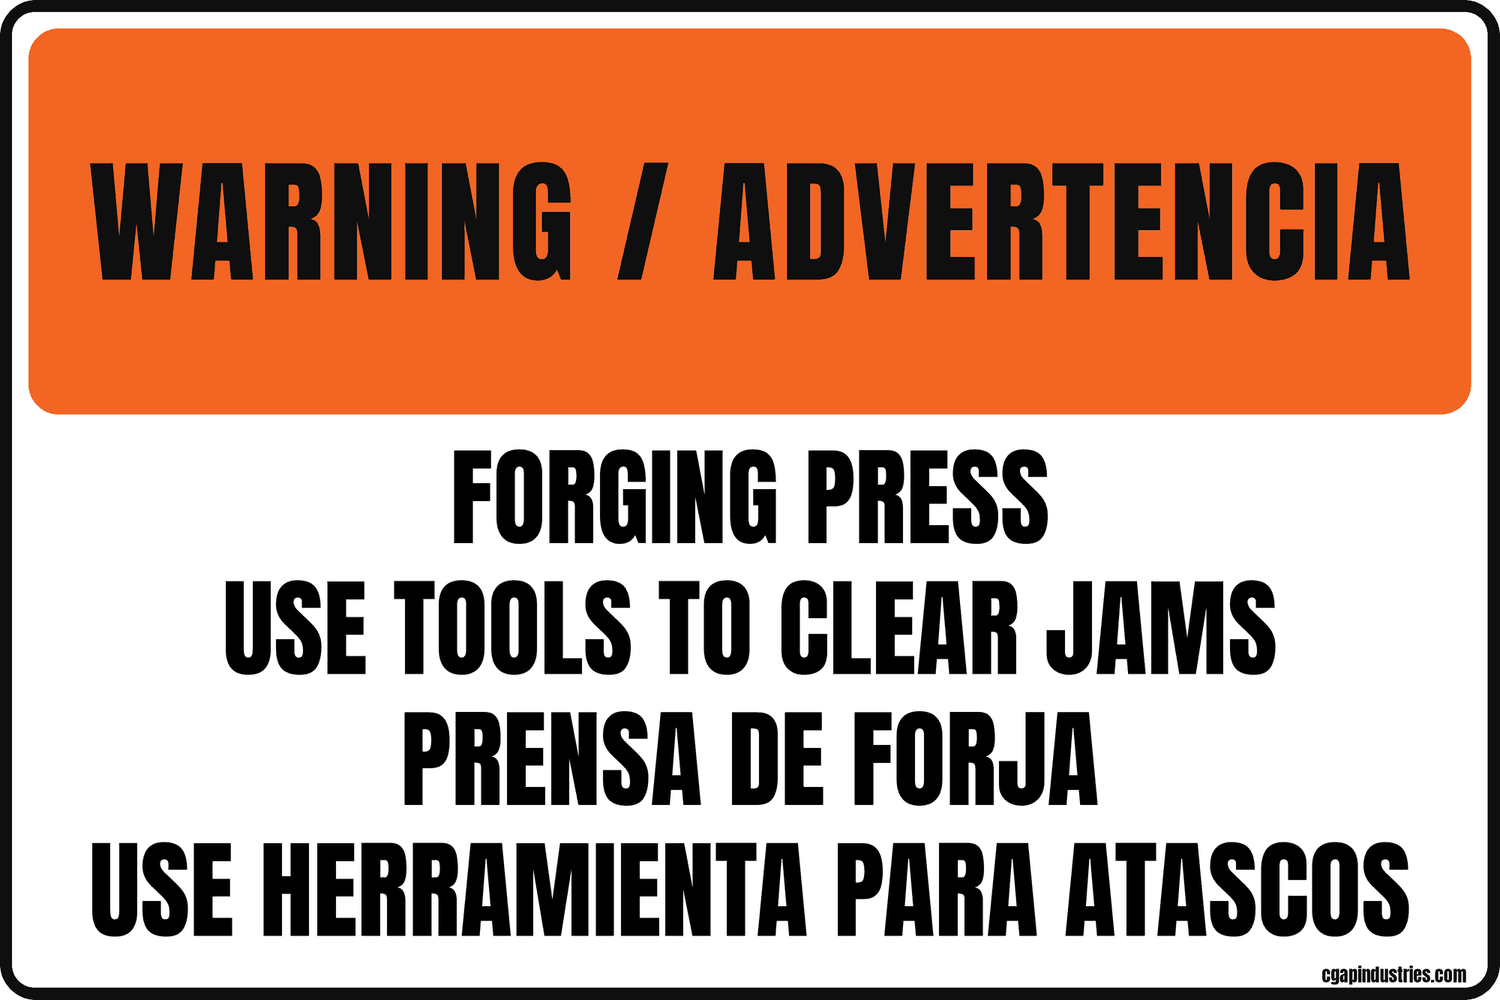 WARNING / ADVERTENCIA
FORGING PRESS
USE TOOLS TO CLEAR JAMS
PRENSA DE FORJA
USE HERRAMIENTA PARA ATASCOS
cgapindustries.com